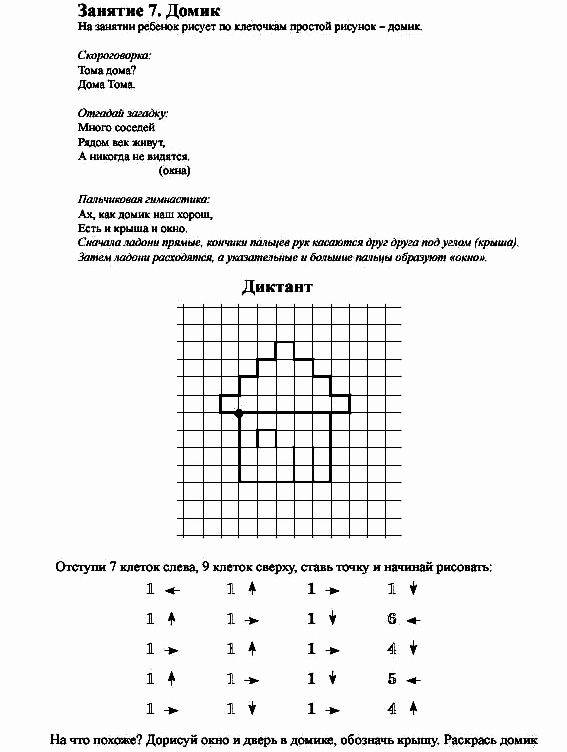 Занятие 7. Домик
На занятии ребенок рисует по клеточкам простой рисунок – домик.
Скороговорка:
Тома дома?
Дома Тома.
Отгадай загадку:
Много соседей
Рядом век живут,
А никогда не видятся.
(окна)
Пальчиковая гимнастика:
Ах, как домик наш хорош,
Есть и крыша и окно.
Сначала ладони прямые, кончики пальцев рук касаются друг друга под углом (крыша).
Затем ладони расходятся, а указательные и большие пальцы образуют «окно».
Диктант
Отступи 7 клеток слева, 9 клеток сверху, ставь точку и начинай рисовать:
1 ← 1 ↑ 1 → 1 ↓
1 ↑ 1 → 1 ↓ 6 ←
1 → 1 ↑ 1 → 4 ↓
1 ↑ 1 → 1 ↓ 5 ←
1 → 1 ↓ 1 → 4 ↑
На что похоже? Дорисуй окно и дверь в домике, обозначь крышу. Раскрась домик